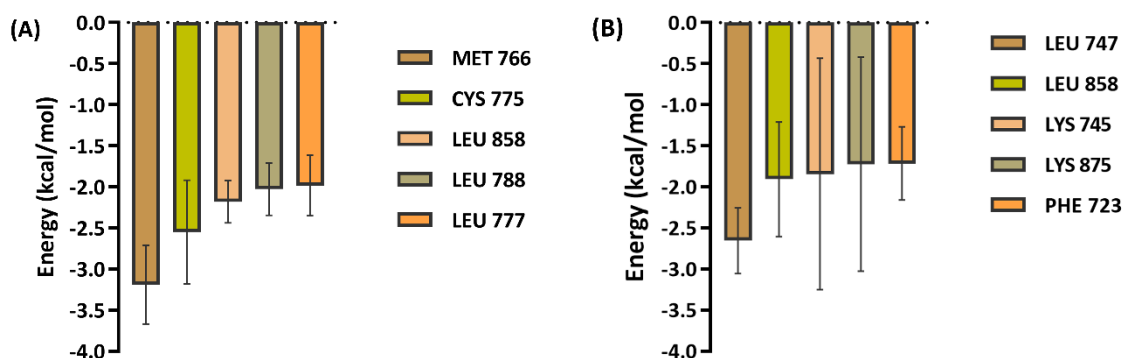 (A)
Energy (kcal/mol)
0.0
-0.5
-1.0
-1.5
-2.0
-2.5
-3.0
-3.5
-4.0
MET 766
CYS 775
LEU 858
LEU 788
LEU 777
(B)
Energy (kcal/mol
0.0
-0.5
-1.0
-1.5
-2.0
-2.5
-3.0
-3.5
-4.0
LEU 747
LEU 858
LYS 745
LYS 875
PHE 723